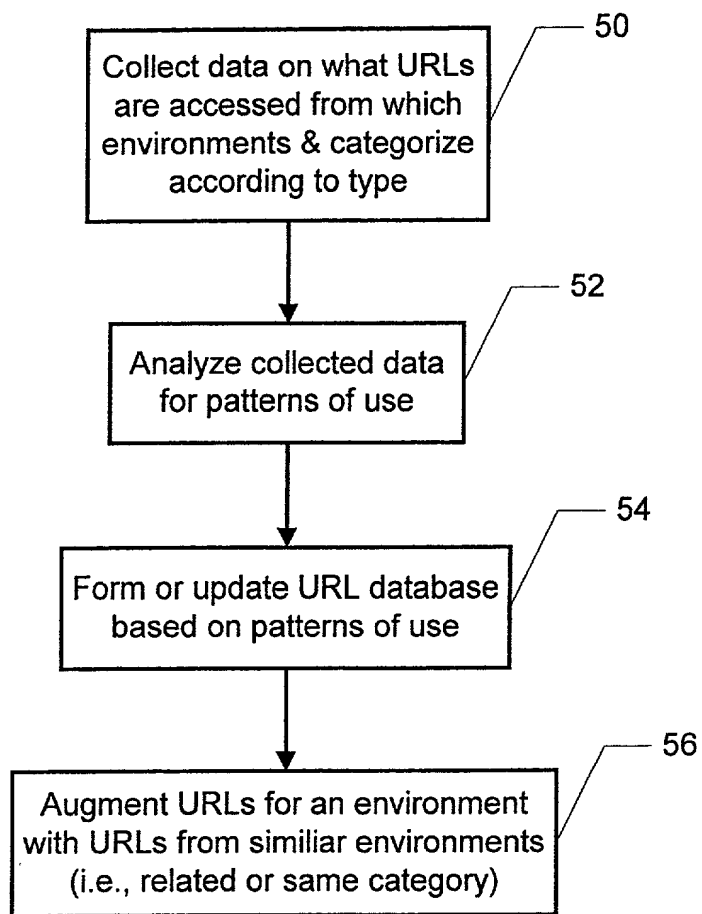 50
Collect data on what URLs
are accessed from which
environments & categorize
according to type
52
Analyze collected data
for patterns of use
54
Form or update URL database
based on patterns of use
56
Augment URLs for an environment
with URLs from similiar environments
(i.e., related or same category)